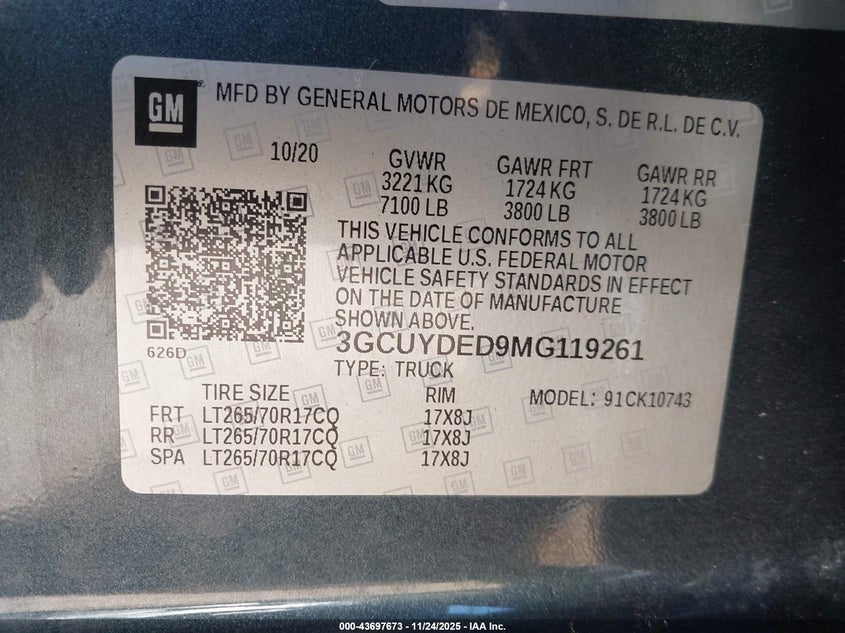 GM
MFD BY GENERAL MOTORS DE MEXICO, S. DE R.L. DE C.V.
10/20
GVWR GAWR FRT GAWR RR
3221 KG 1724 KG 1724 KG
7100 LB 3800 LB 3800 LB
THIS VEHICLE CONFORMS TO ALL
APPLICABLE U.S. FEDERAL MOTOR
VEHICLE SAFETY STANDARDS IN EFFECT
ON THE DATE OF MANUFACTURE
SHOWN ABOVE.
626D
3GCUYDED9MG119261
TYPE: TRUCK
TIRE SIZE RIM MODEL: 91CK10743
FRT LT265/70R17CQ 17X8J
RR LT265/70R17CQ 17X8J
SPA LT265/70R17CQ 17X8J
000-43697673 - 11/24/2025 - IAA Inc.